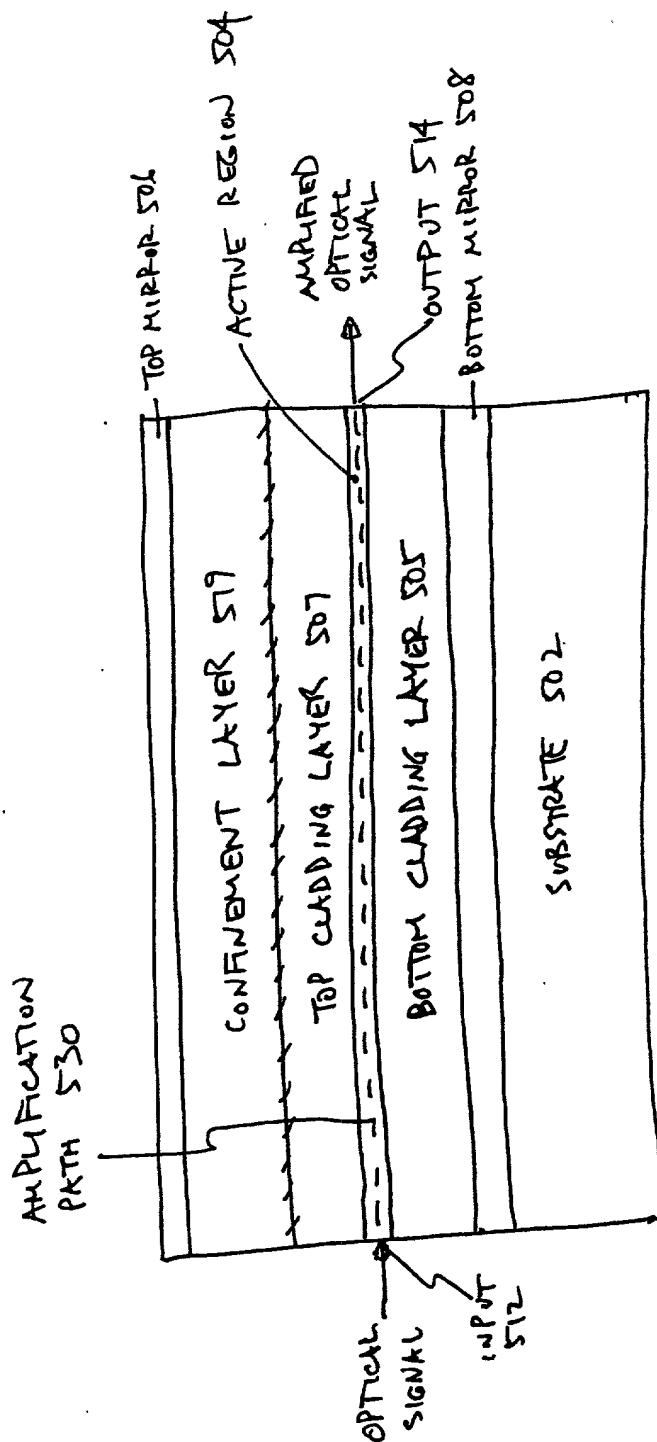 AMPLIFICATION
PATH 530
TOP MIRROR 506
ACTIVE REGION 504
CONFINEMENT LAYER 519
AMPLIFIED
OPTICAL
SIGNAL
TOP CLADDING LAYER 507
OPTICAL
SIGNAL
OUTPUT 514
INPUT
512
BOTTOM CLADDING LAYER 505
BOTTOM MIRROR 508
SUBSTRATE 502